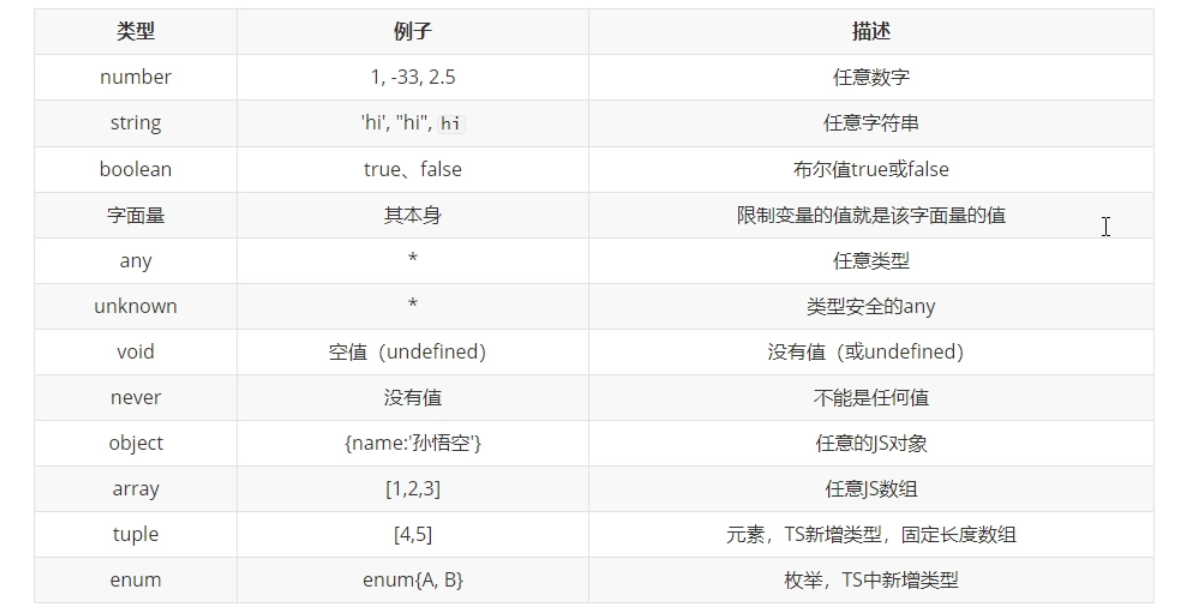 类型 例子 描述
number 1, -33, 2.5 任意数字
string 'hi', "hi", hi 任意字符串
boolean true、false 布尔值true或false
字面量 其本身 限制变量的值就是该字面量的值
any * 任意类型
unknown * 类型安全的any
void 空值（undefined） 没有值（或undefined）
never 没有值 不能是任何值
object {name:'孙悟空'} 任意的JS对象
array [1,2,3] 任意JS数组
tuple [4,5] 元素，TS新增类型，固定长度数组
enum enum{A, B} 枚举，TS中新增类型